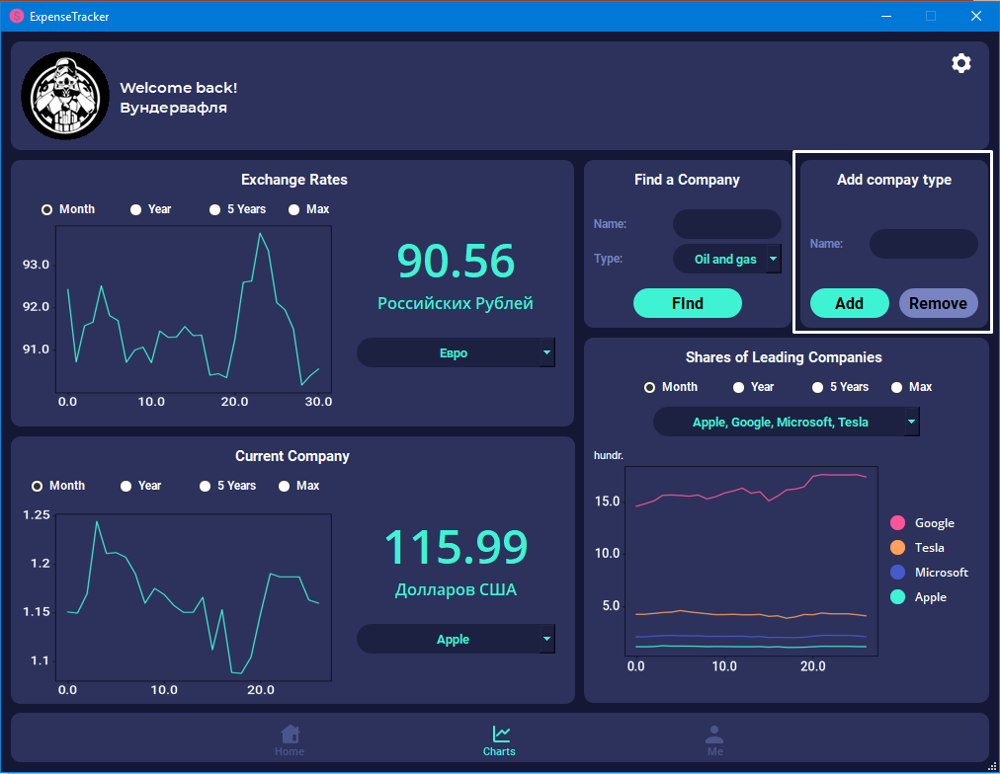 ExpenseTracker
Welcome back!
Вундервафля
Exchange Rates
Month Year 5 Years Max
93.0
92.0
91.0
0.0 10.0 20.0 30.0
90.56
Российских Рублей
Евро
Find a Company
Name:
Type: Oil and gas
FInd
Add compay type
Name:
Add Remove
Current Company
Month Year 5 Years Max
1.25
1.2
1.15
1.1
0.0 10.0 20.0
115.99
Долларов США
Apple
Shares of Leading Companies
Month Year 5 Years Max
Apple, Google, Microsoft, Tesla
hundr.
15.0
10.0
5.0
0.0 10.0 20.0
Google
Tesla
Microsoft
Apple
Home Charts Me